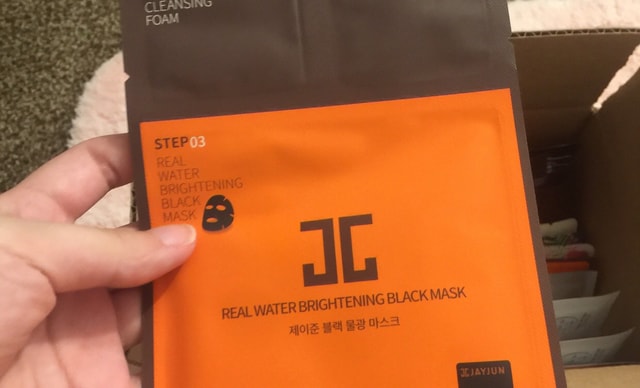 CLEANSING
FOAM
STEP03
REAL
WATER
BRIGHTENING
BLACK
MASK
REAL WATER BRIGHTENING BLACK MASK
제이준 블랙 물광 마스크
JAYJUN